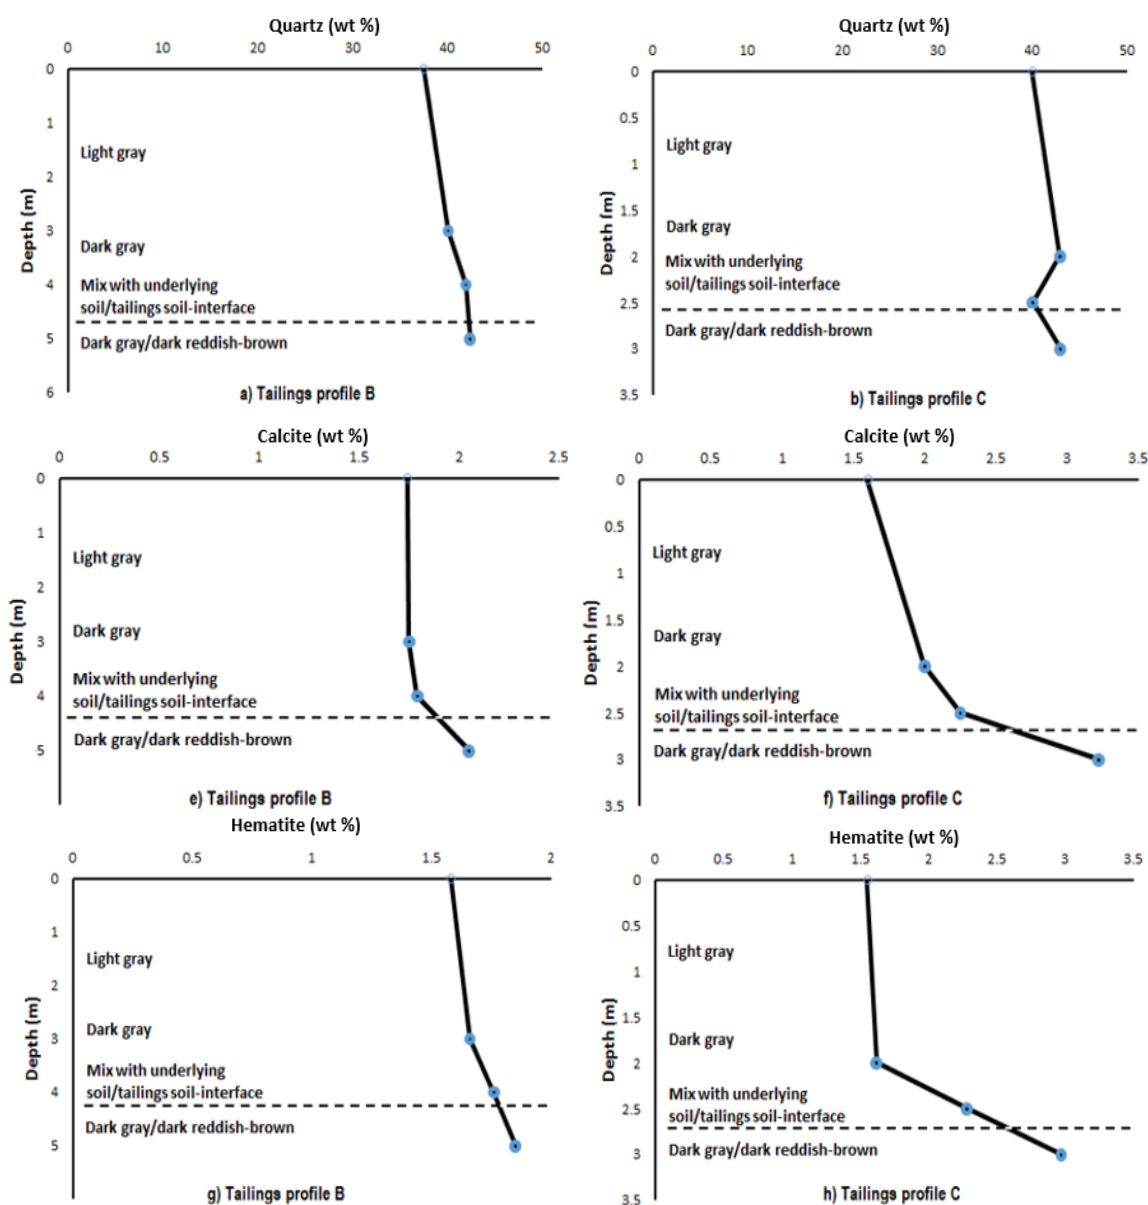 Quartz (wt %)
0 10 20 30 40 50
Depth (m)
0
1
2
3
4
5
6
Light gray
Dark gray
Mix with underlying
soil/tailings soil-interface
Dark gray/dark reddish-brown
a) Tailings profile B
Quartz (wt %)
0 10 20 30 40 50
Depth (m)
0
0.5
1
1.5
2
2.5
3
3.5
Light gray
Dark gray
Mix with underlying
soil/tailings soil-interface
Dark gray/dark reddish-brown
b) Tailings profile C
Calcite (wt %)
0 0.5 1 1.5 2 2.5
Depth (m)
0
1
2
3
4
5
Light gray
Dark gray
Mix with underlying
soil/tailings soil-interface
Dark gray/dark reddish-brown
e) Tailings profile B
Calcite (wt %)
0 0.5 1 1.5 2 2.5 3 3.5
Depth (m)
0
0.5
1
1.5
2
2.5
3
3.5
Light gray
Dark gray
Mix with underlying
soil/tailings soil-interface
Dark gray/dark reddish-brown
f) Tailings profile C
Hematite (wt %)
0 0.5 1 1.5 2
Depth (m)
0
1
2
3
4
5
Light gray
Dark gray
Mix with underlying
soil/tailings soil-interface
Dark gray/dark reddish-brown
g) Tailings profile B
Hematite (wt %)
0 0.5 1 1.5 2 2.5 3 3.5
Depth (m)
0
0.5
1
1.5
2
2.5
3
3.5
Light gray
Dark gray
Mix with underlying
soil/tailings soil-interface
Dark gray/dark reddish-brown
h) Tailings profile C